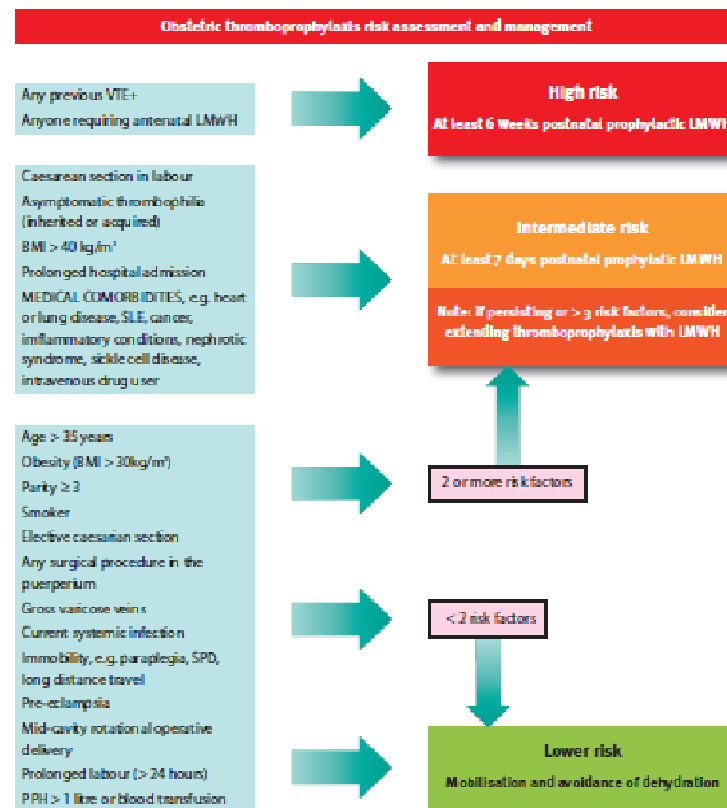 Obstetric thromboprophylaxis risk assessment and management
Any previous VTE+
Anyone requiring antenatal LMWH
High risk
At least 6 Weeks postnatal prophylactic LMWH
Caesarean section in labour
Asymptomatic thrombophilia
(inherited or acquired)
BMI > 40 kg/m²
Prolonged hospital admission
MEDICAL COMORBIDITIES, e.g. heart
or lung disease, SLE, cancer,
imflammatory conditions, nephrotic
syndrome, sickle cell disease,
intravenous drug user
Intermediate risk
At least 7 days postnatal prophylatic LMWH
Note: if persisting or > 3 risk factors, consider
extending thromboprophylaxis with LMWH
Age > 35 years
Obesity (BMI > 30kg/m²)
Parity ≥ 3
Smoker
Elective caesarian section
Any surgical procedure in the
puerperium
Gross varicose veins
Current systemic infection
Immobility, e.g. paraplegia, SPD,
long distance travel
Pre-eclampsia
Mid-cavity rotational operative
delivery
Prolonged labour (> 24 hours)
PPH > 1 litre or blood transfusion
2 or more risk factors
< 2 risk factors
Lower risk
Mobilisation and avoidance of dehydration